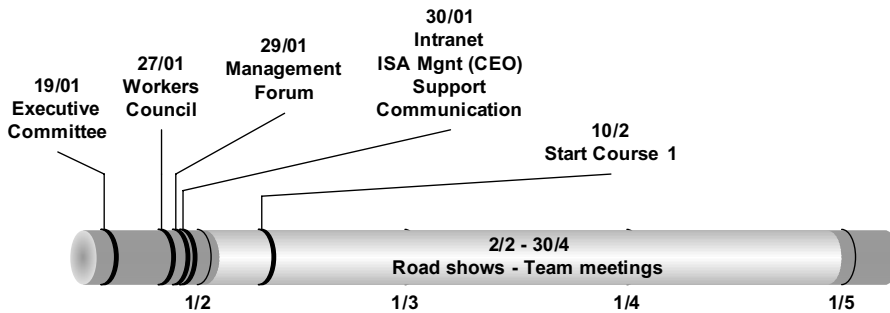 19/01
Executive
Committee
27/01
Workers
Council
29/01
Management
Forum
30/01
Intranet
ISA Mgnt (CEO)
Support
Communication
10/2
Start Course 1
2/2 - 30/4
Road shows - Team meetings
1/2
1/3
1/4
1/5